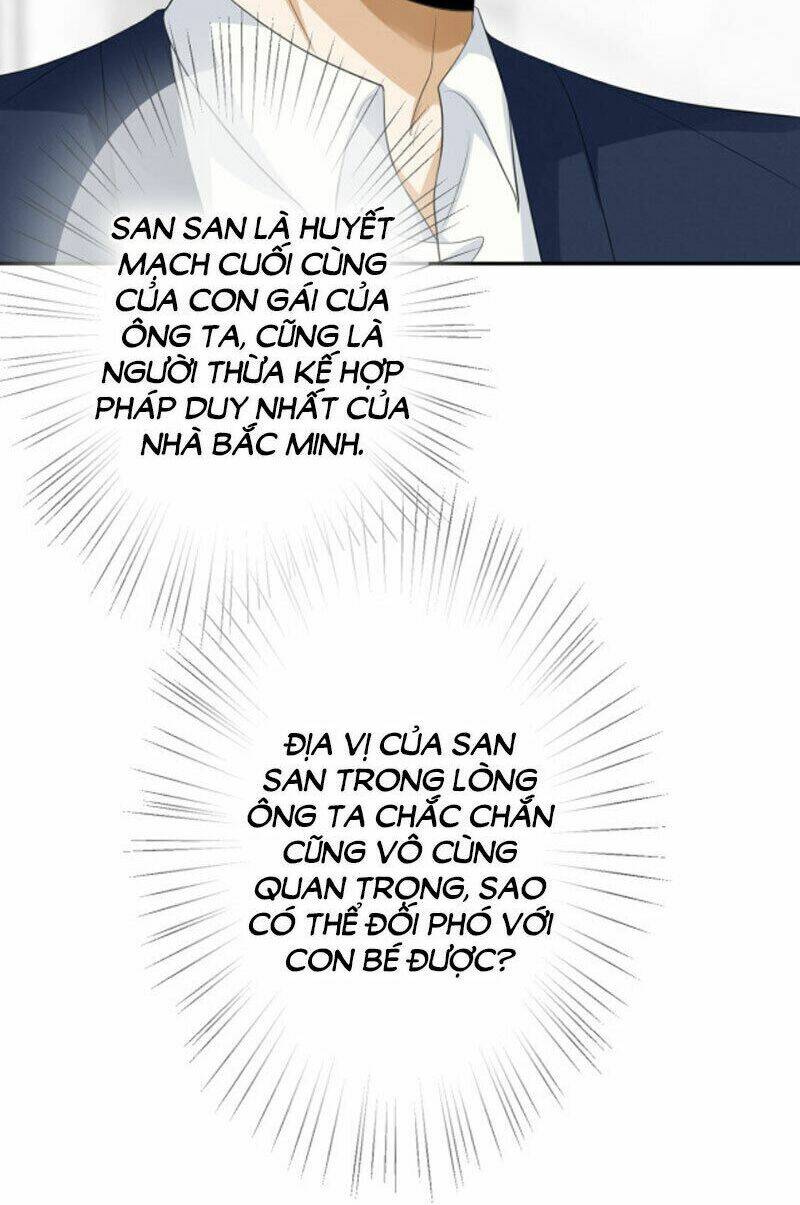 SAN SAN LÀ HUYẾT
MẠCH CUỐI CÙNG
CỦA CON GÁI CỦA
ÔNG TA, CŨNG LÀ
NGƯỜI THỪA KẾ HỢP
PHÁP DUY NHẤT CỦA
NHÀ BẮC MINH.
ĐỊA VỊ CỦA SAN
SAN TRONG LÒNG
ÔNG TA CHẮC CHẮN
CŨNG VÔ CÙNG
QUAN TRỌNG, SAO
CÓ THỂ ĐỐI PHÓ VỚI
CON BÉ ĐƯỢC?